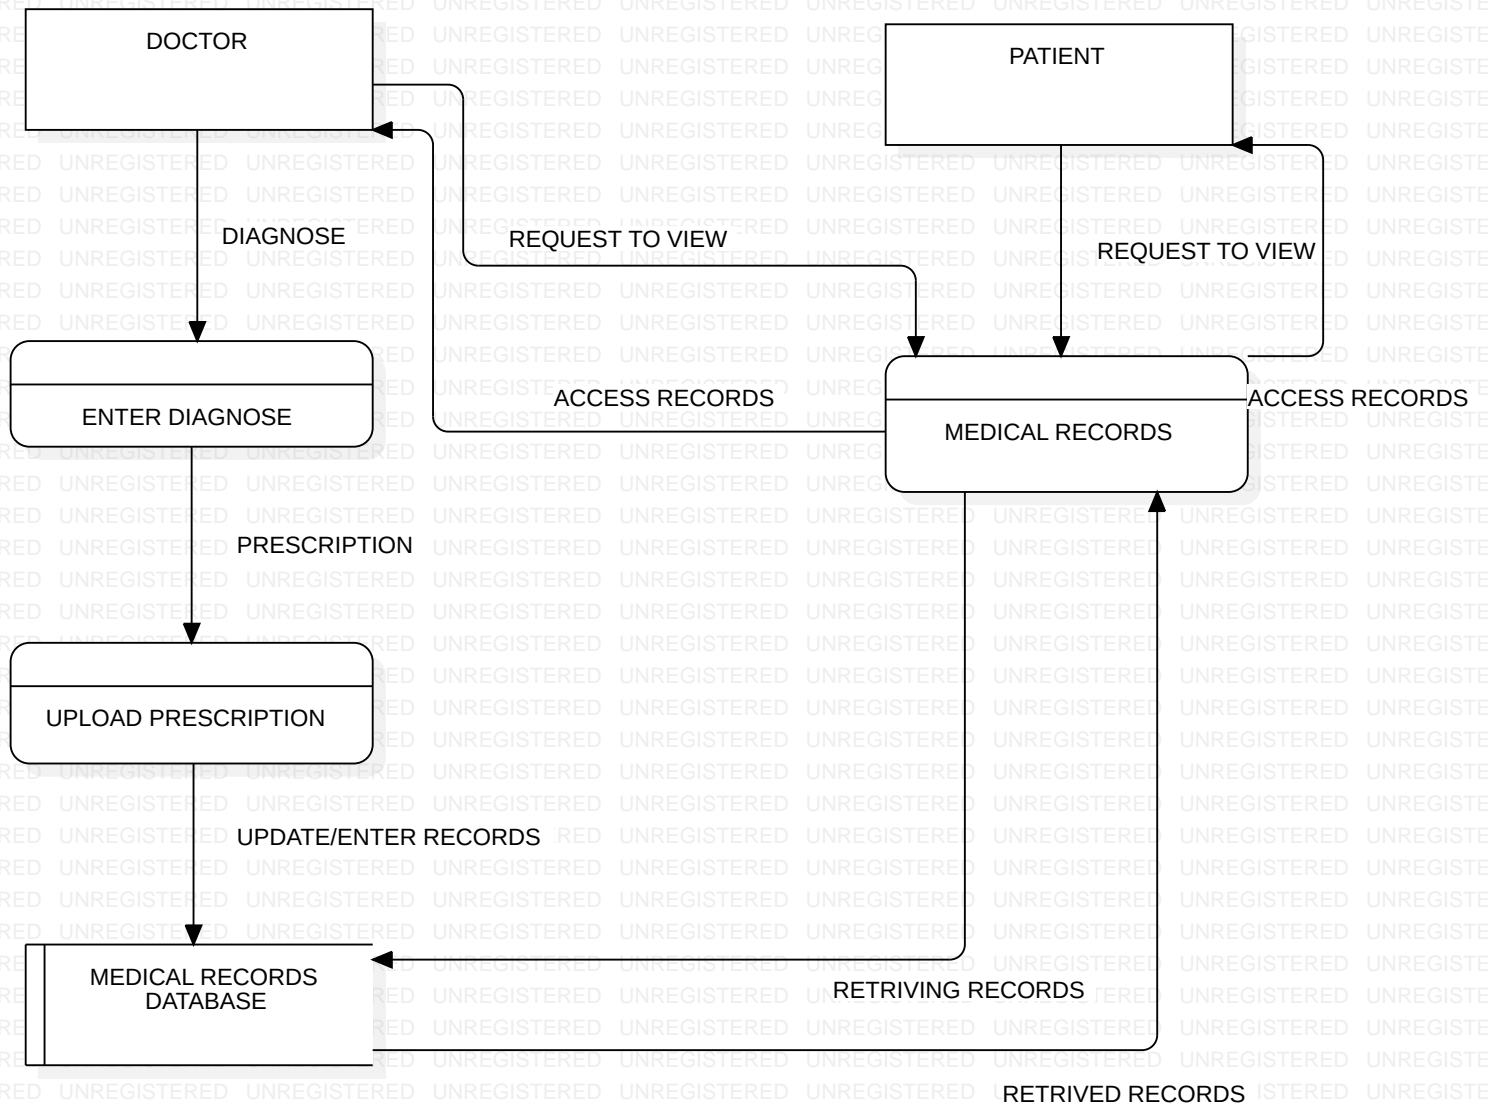 DOCTOR
PATIENT
DIAGNOSE
REQUEST TO VIEW
REQUEST TO VIEW
ENTER DIAGNOSE
ACCESS RECORDS
ACCESS RECORDS
MEDICAL RECORDS
PRESCRIPTION
UPLOAD PRESCRIPTION
UPDATE/ENTER RECORDS
MEDICAL RECORDS
DATABASE
RETRIVING RECORDS
RETRIVED RECORDS
UNREGISTERED